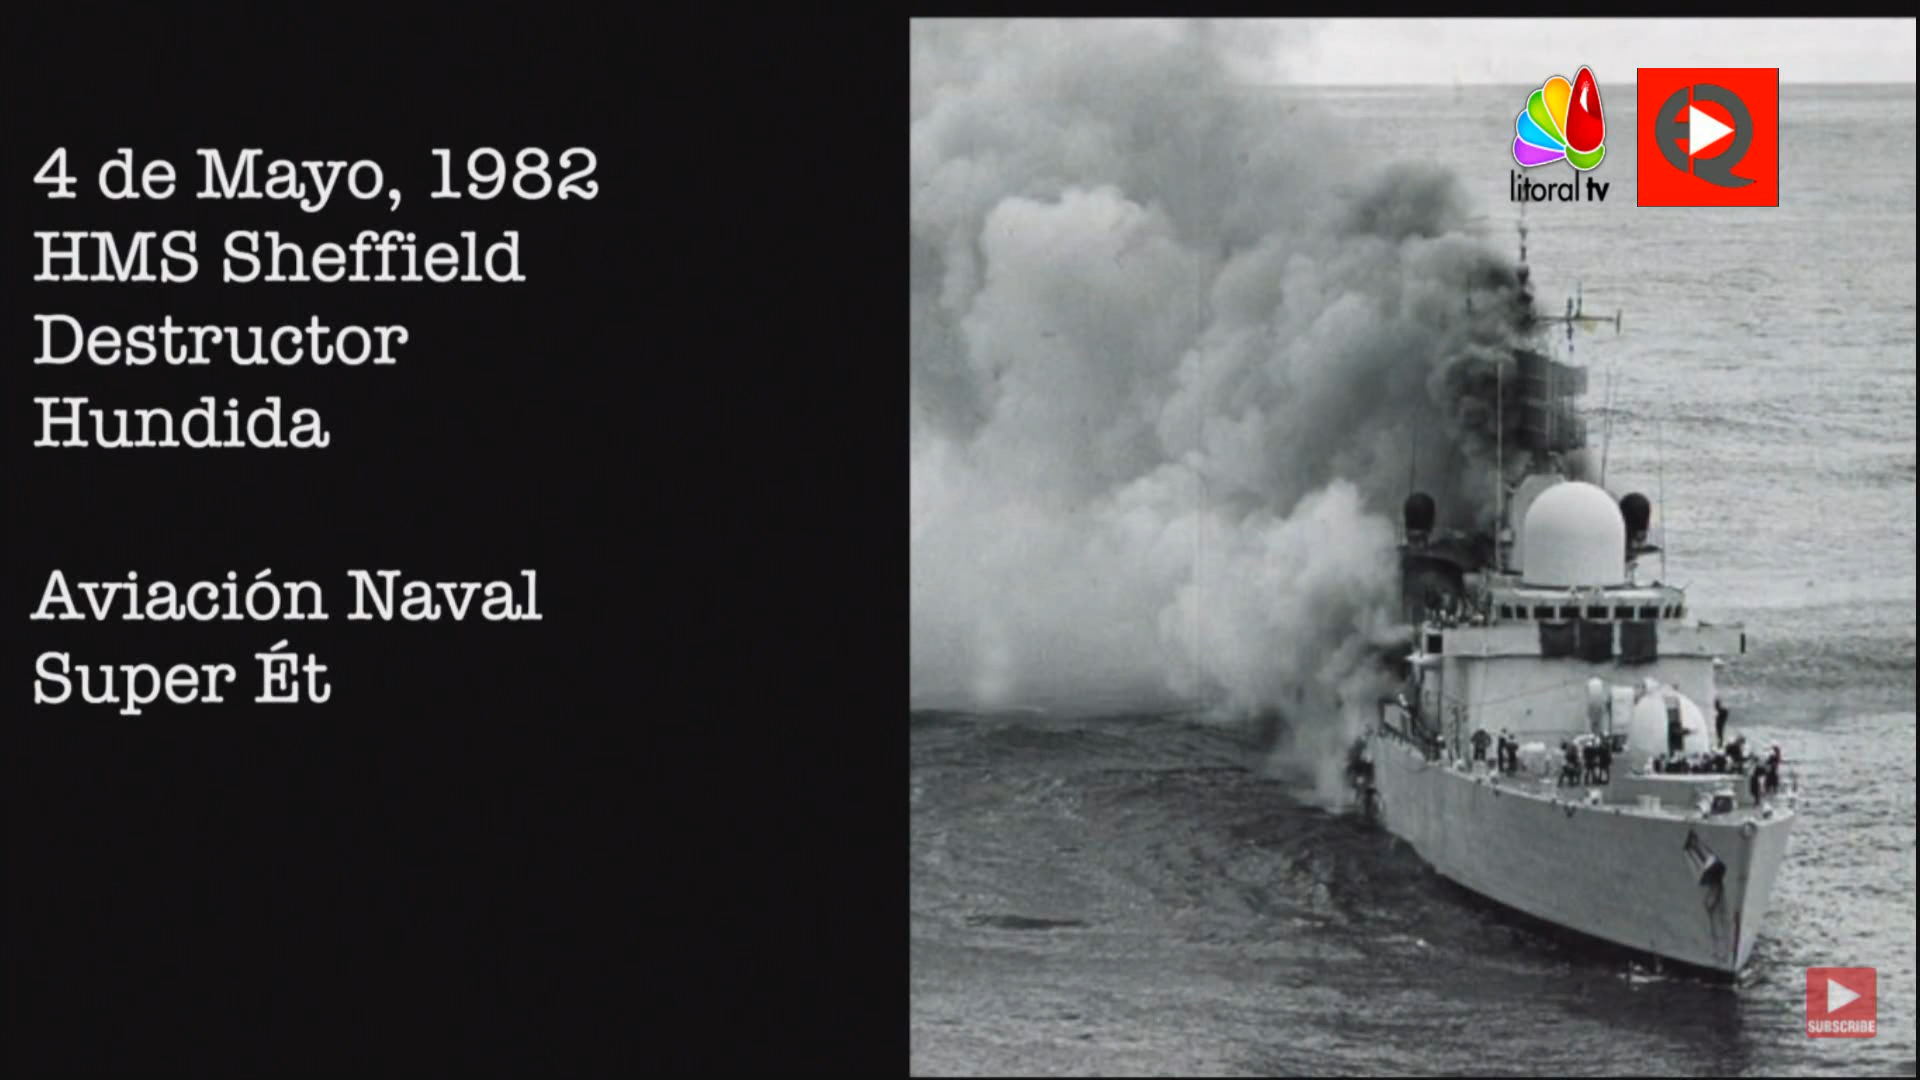 4 de Mayo, 1982
HMS Sheffield
Destructor
Hundida
Aviación Naval
Super Ét
litoral tv
SUBSCRIBE